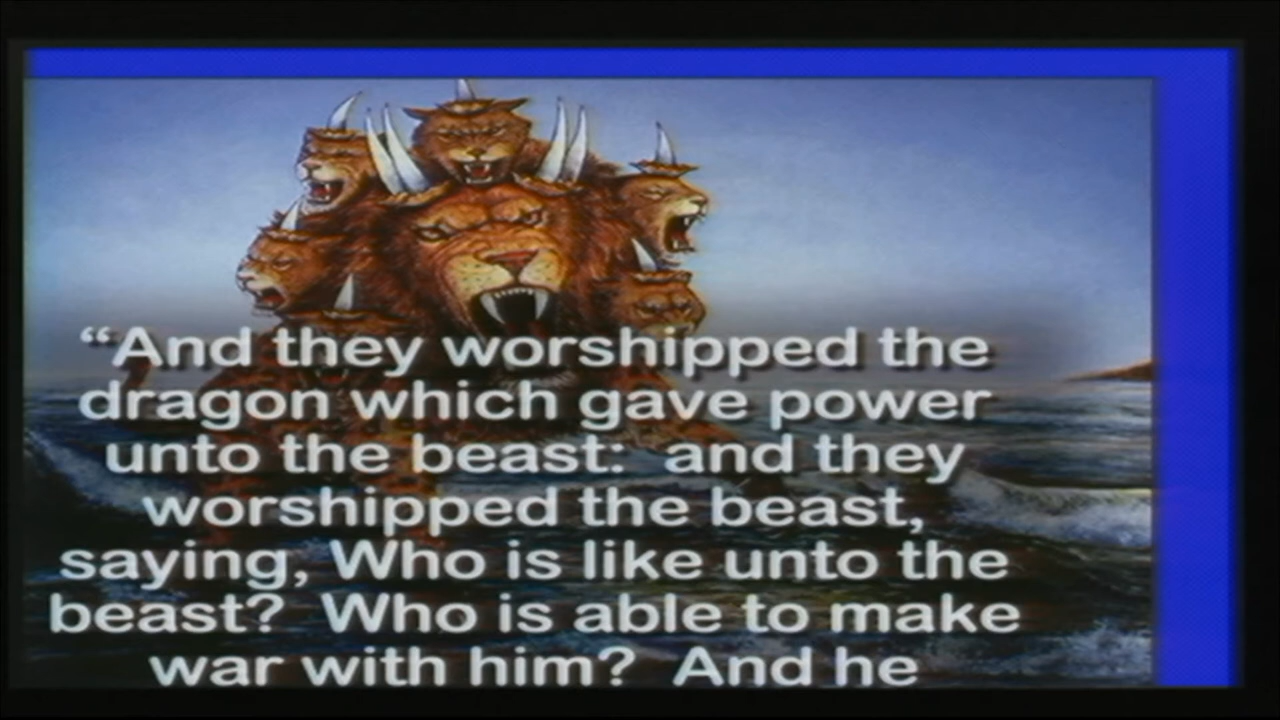 “And they worshipped the
dragon which gave power
unto the beast:  and they
worshipped the beast,
saying, Who is like unto the
beast?  Who is able to make
war with him?  And he